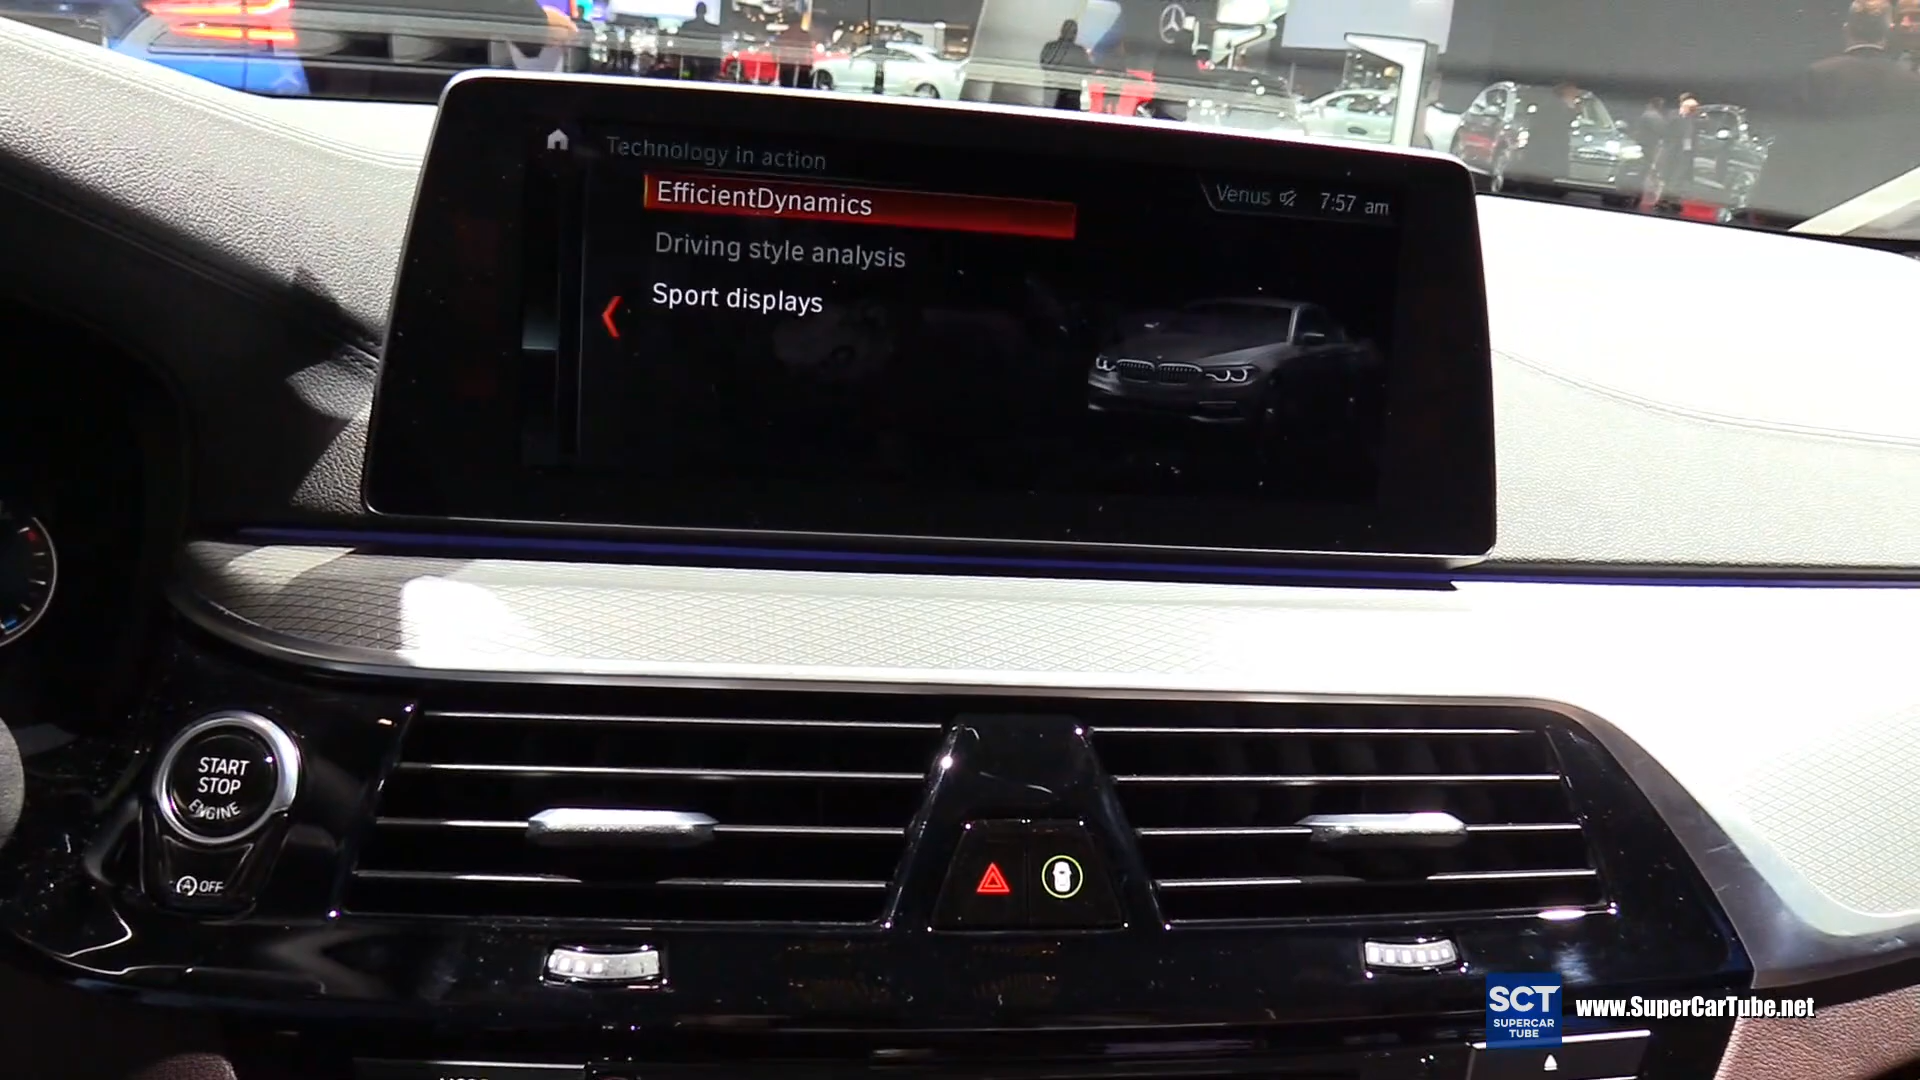 Technology in action
EfficientDynamics
Venus 7:57 am
Driving style analysis
Sport displays
START
STOP
ENGINE
A OFF
SCT
SUPERCAR
TUBE
www.SuperCarTube.net